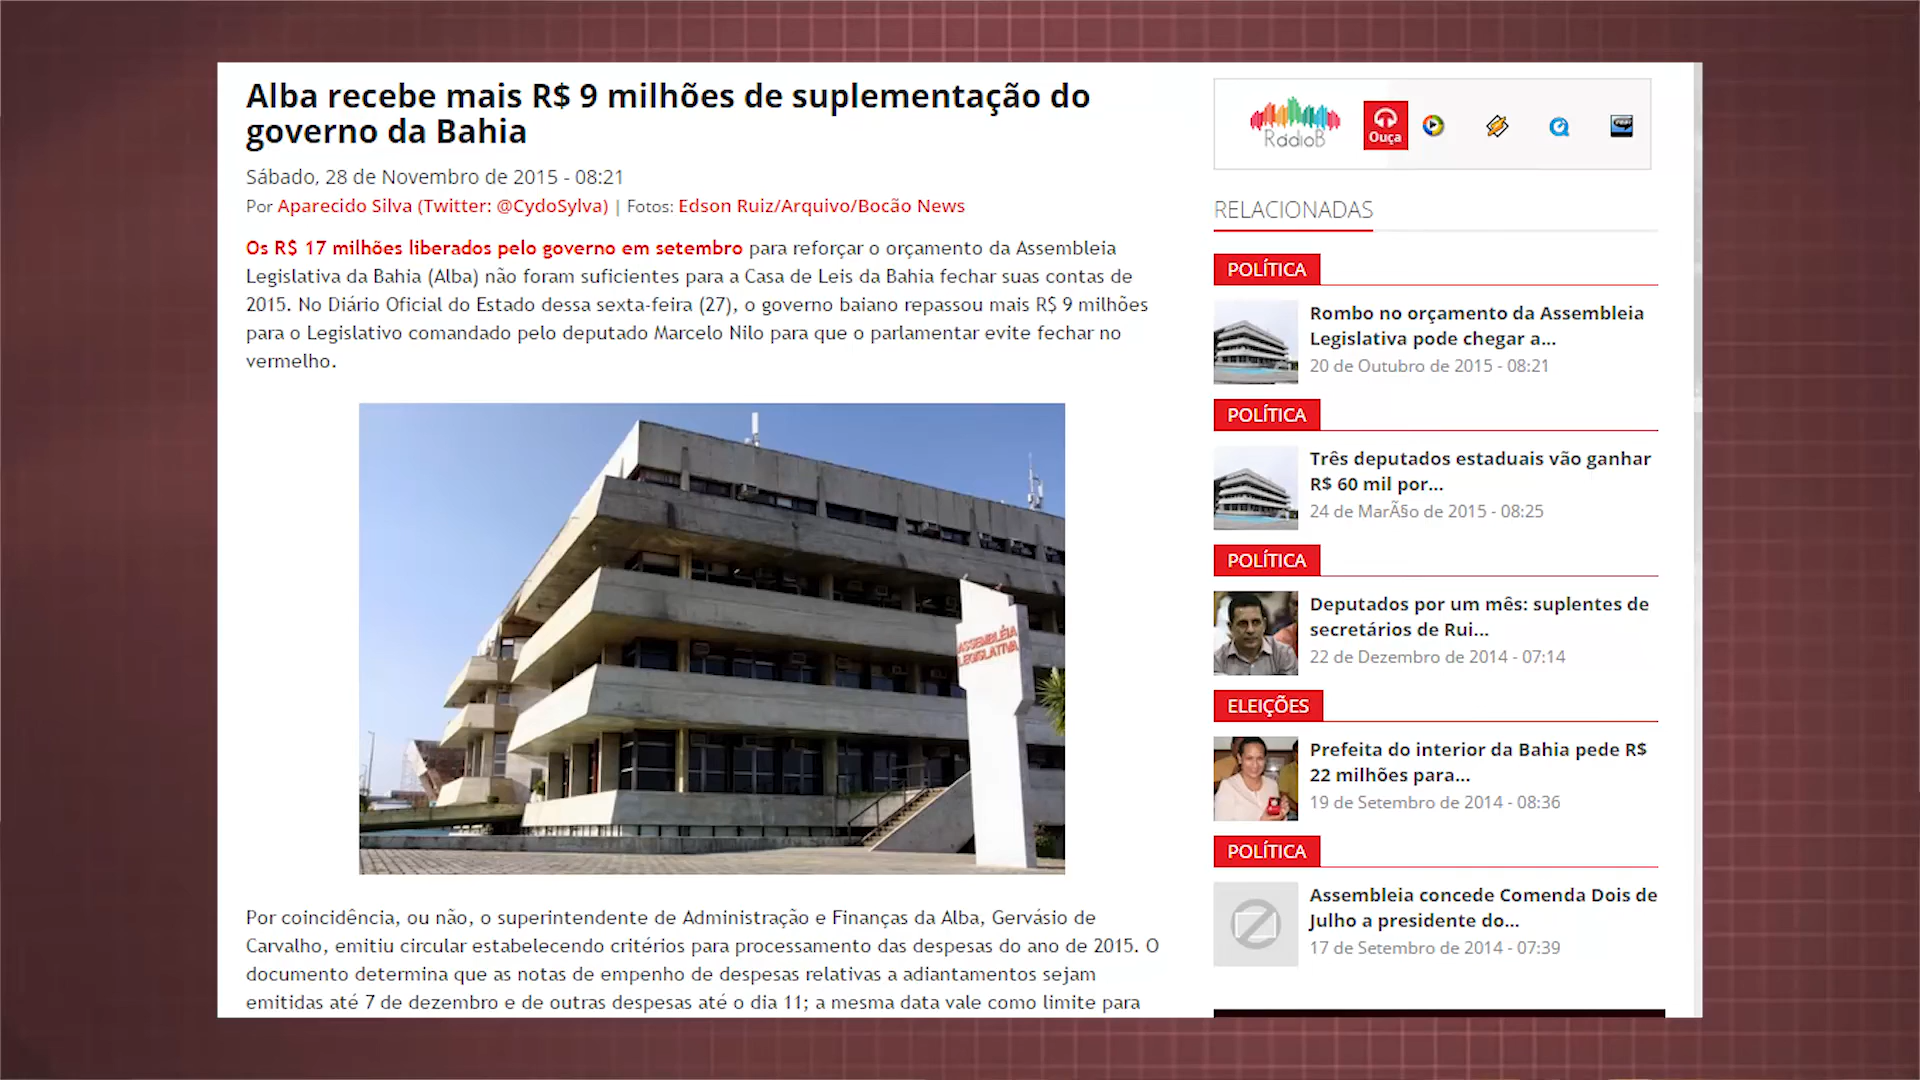 Alba recebe mais R$ 9 milhões de suplementação do
governo da Bahia
Sábado, 28 de Novembro de 2015 - 08:21
Por Aparecido Silva (Twitter: @CydoSylva) | Fotos: Edson Ruiz/Arquivo/Bocão News
Os R$ 17 milhões liberados pelo governo em setembro para reforçar o orçamento da Assembleia
Legislativa da Bahia (Alba) não foram suficientes para a Casa de Leis da Bahia fechar suas contas de
2015. No Diário Oficial do Estado dessa sexta-feira (27), o governo baiano repassou mais R$ 9 milhões
para o Legislativo comandado pelo deputado Marcelo Nilo para que o parlamentar evite fechar no
vermelho.
ASSEMBLÉIA
LEGISLATIVA
Por coincidência, ou não, o superintendente de Administração e Finanças da Alba, Gervásio de
Carvalho, emitiu circular estabelecendo critérios para processamento das despesas do ano de 2015. O
documento determina que as notas de empenho de despesas relativas a adiantamentos sejam
emitidas até 7 de dezembro e de outras despesas até o dia 11; a mesma data vale como limite para
RádioB
Ouça
RELACIONADAS
POLÍTICA
Rombo no orçamento da Assembleia
Legislativa pode chegar a...
20 de Outubro de 2015 - 08:21
POLÍTICA
Três deputados estaduais vão ganhar
R$ 60 mil por...
24 de MarÃ§o de 2015 - 08:25
POLÍTICA
Deputados por um mês: suplentes de
secretários de Rui...
22 de Dezembro de 2014 - 07:14
ELEIÇÕES
Prefeita do interior da Bahia pede R$
22 milhões para...
19 de Setembro de 2014 - 08:36
POLÍTICA
Assembleia concede Comenda Dois de
Julho a presidente do...
17 de Setembro de 2014 - 07:39